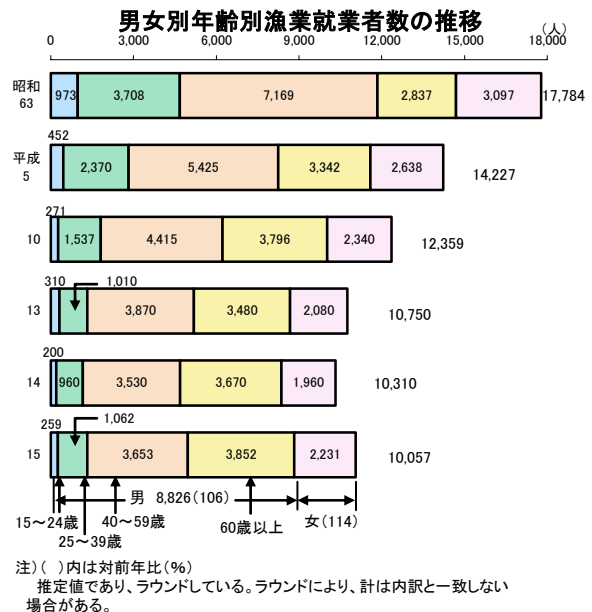 男女別年齢別漁業就業者数の推移
(人)
0 3,000 6,000 9,000 12,000 15,000 18,000
昭和
63 973 3,708 7,169 2,837 3,097 17,784
452
平成
5 2,370 5,425 3,342 2,638 14,227
271
10 1,537 4,415 3,796 2,340 12,359
310 1,010
13 3,870 3,480 2,080 10,750
200
14 960 3,530 3,670 1,960 10,310
259 1,062
15 3,653 3,852 2,231 10,057
男 8,826(106)
15～24歳 40～59歳 60歳以上 女(114)
25～39歳
注)( )内は対前年比(%)
推定値であり、ラウンドしている。ラウンドにより、計は内訳と一致しない
場合がある。